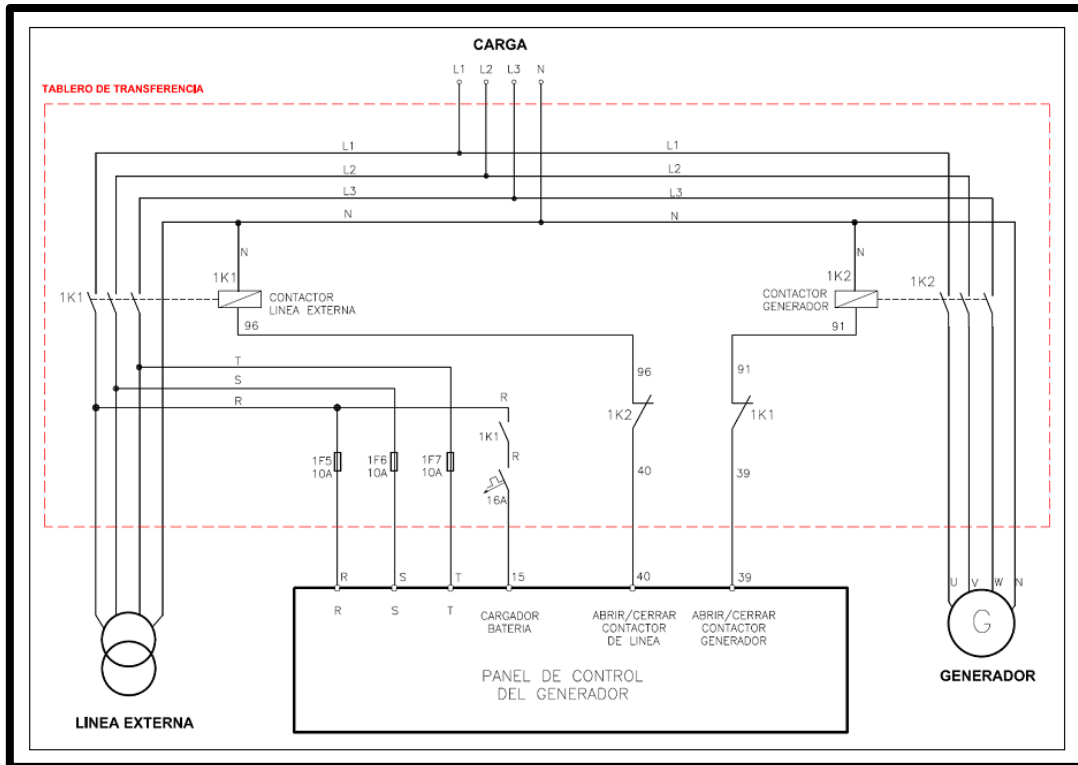 CARGA
L1 L2 L3 N
TABLERO DE TRANSFERENCIA
L1 L1
L2 L2
L3 L3
N N
N N
1K1 1K2 1K2
1K1 CONTACTOR
LINEA EXTERNA
CONTACTOR
GENERADOR
96 91
T
S
R R
96 91
1K1 1K2 1K1
R
1F5
10A
1F6
10A
1F7
10A
16A
40 39
R S T 15 40 39
U V W N
R S T
CARGADOR
BATERIA
ABRIR/CERRAR
CONTACTOR
DE LINEA
ABRIR/CERRAR
CONTACTOR
GENERADOR
G
PANEL DE CONTROL
DEL GENERADOR
GENERADOR
LINEA EXTERNA